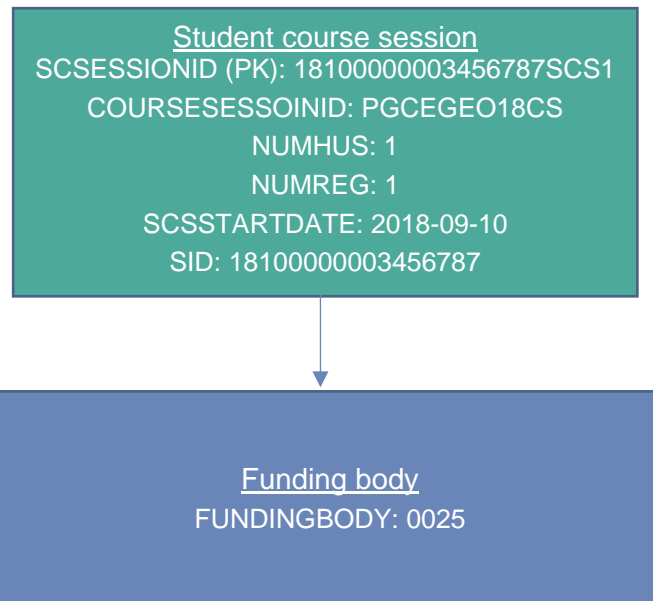 Student course session
SCSESSIONID (PK): 18100000003456787SCS1
COURSESESSOINID: PGCEGEO18CS
NUMHUS: 1
NUMREG: 1
SCSSTARTDATE: 2018-09-10
SID: 18100000003456787
Funding body
FUNDINGBODY: 0025